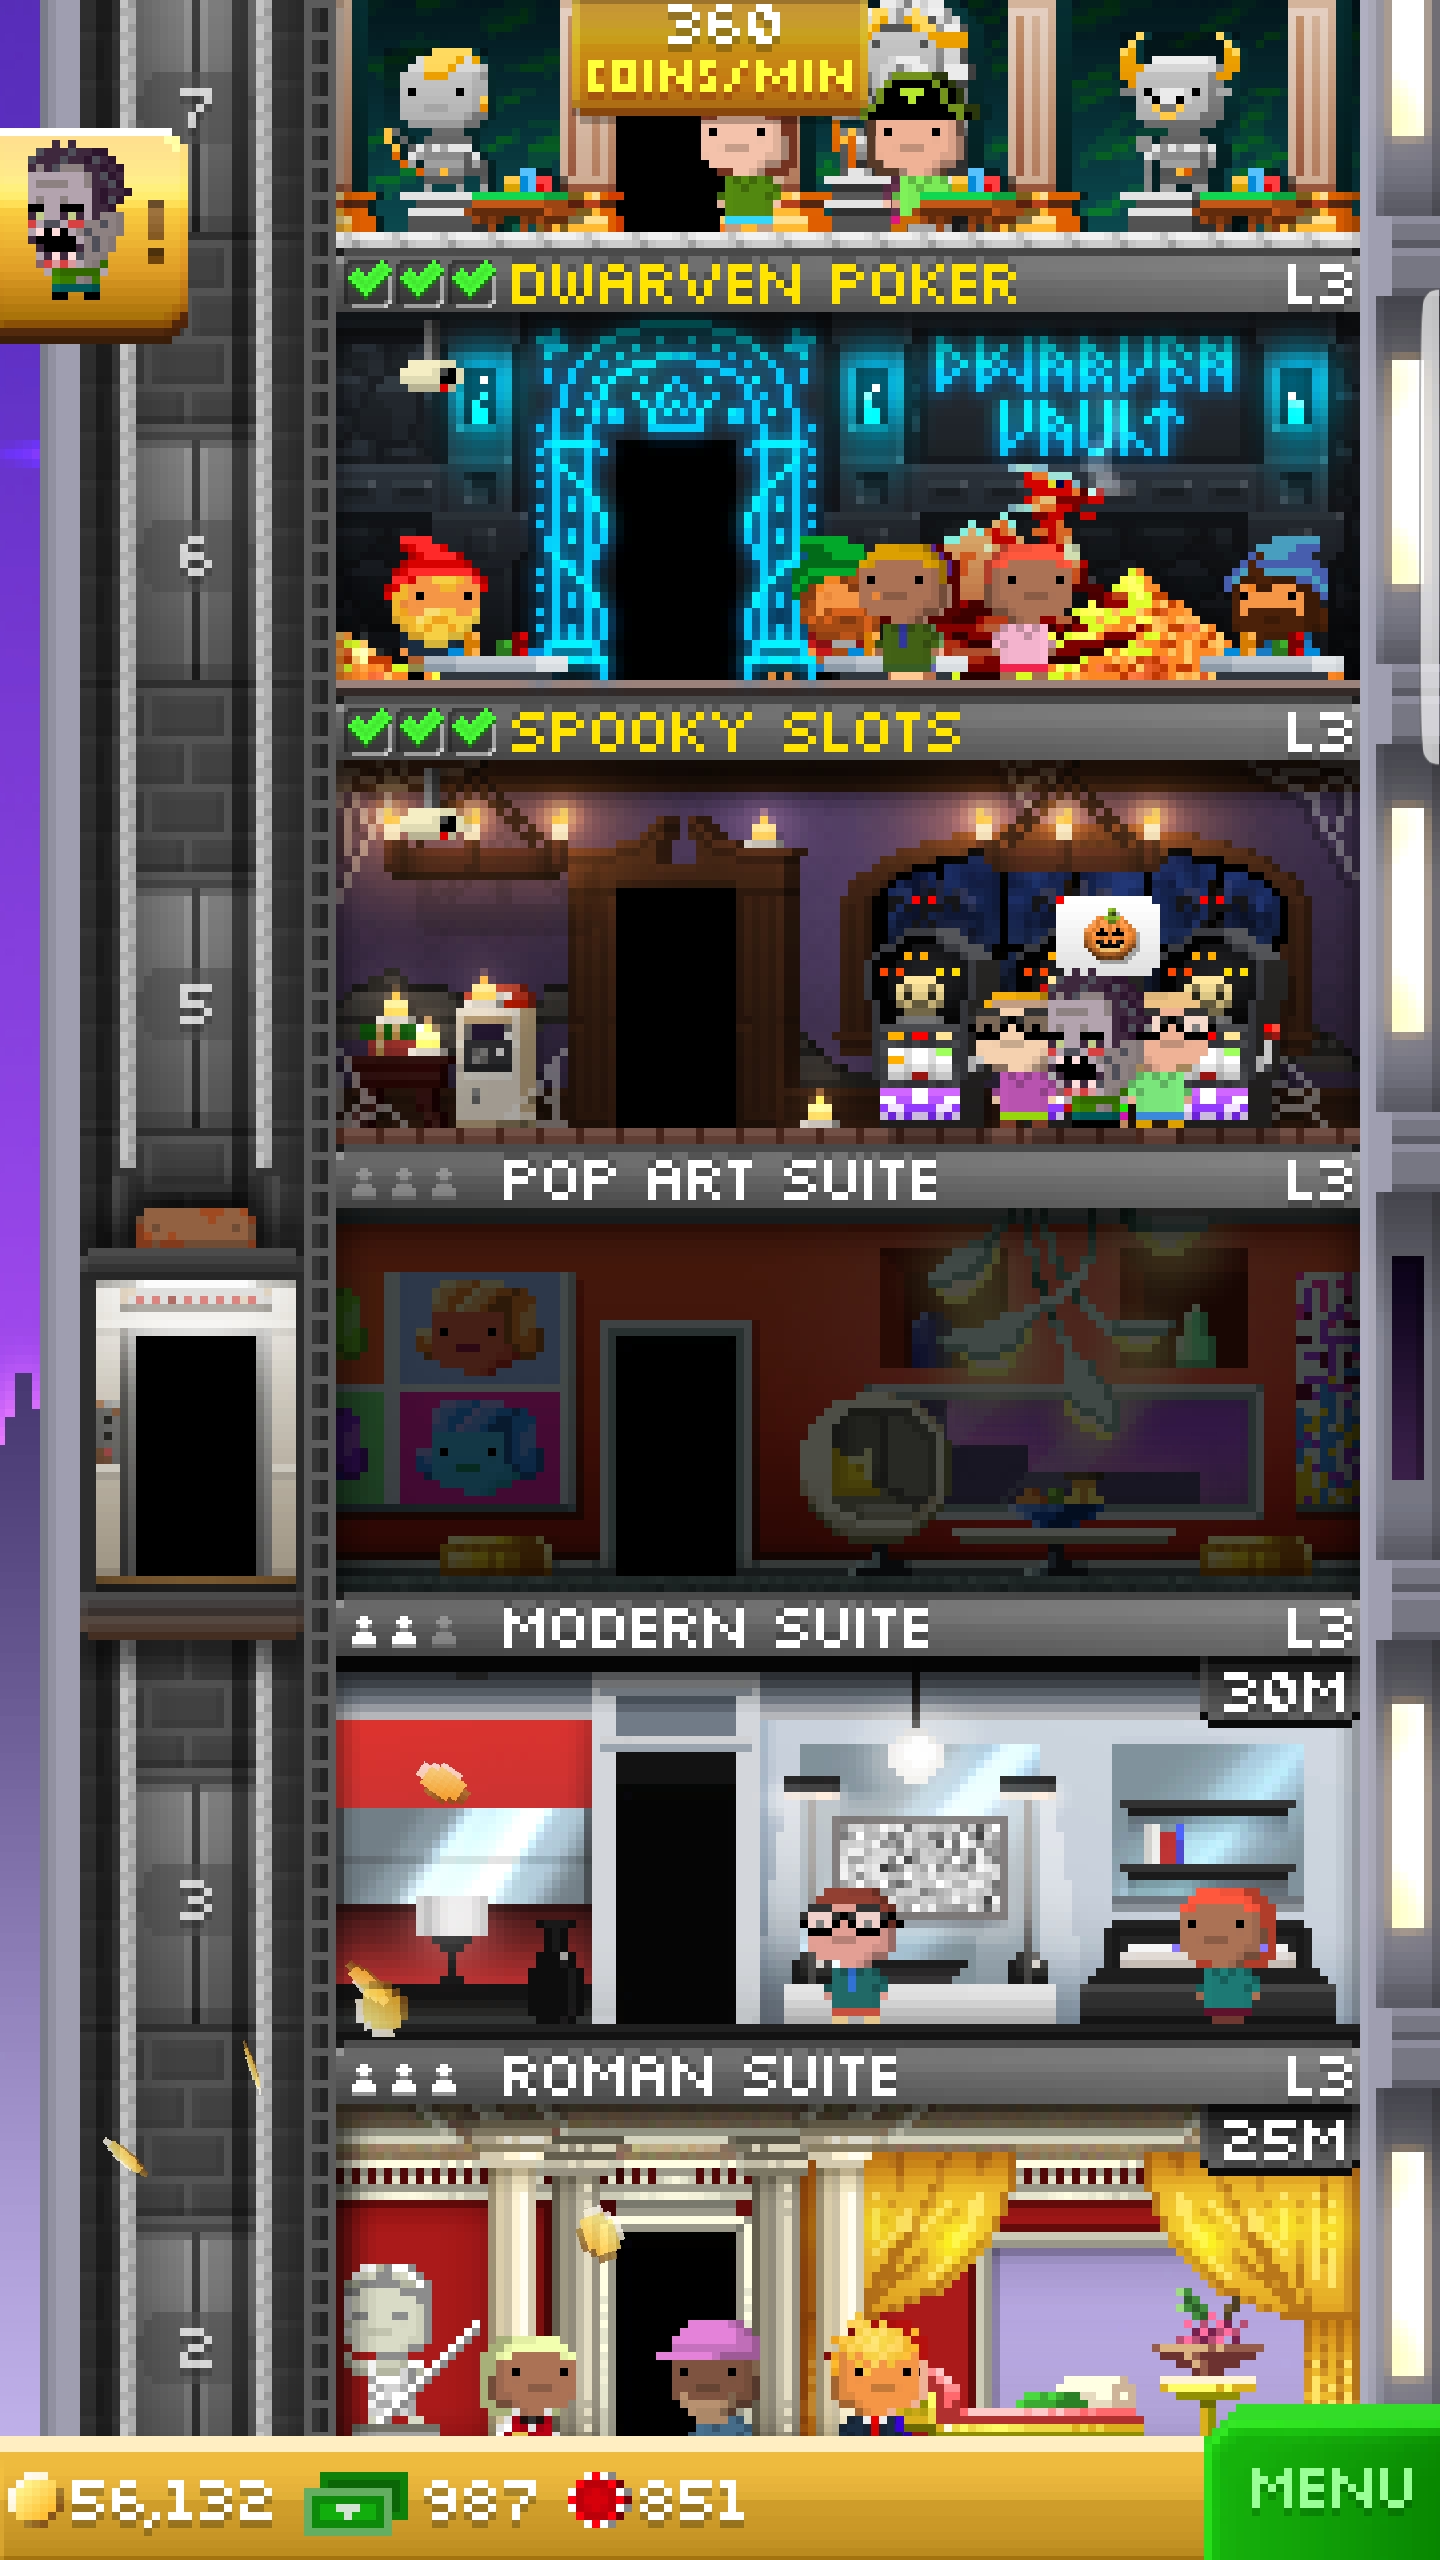 360
COINS/MIN
7
!
DWARVEN POKER L3
DWARVEN
VAULT
6
SPOOKY SLOTS L3
5
POP ART SUITE L3
MODERN SUITE L3
30M
3
ROMAN SUITE L3
25M
2
56,132 987 851
MENU